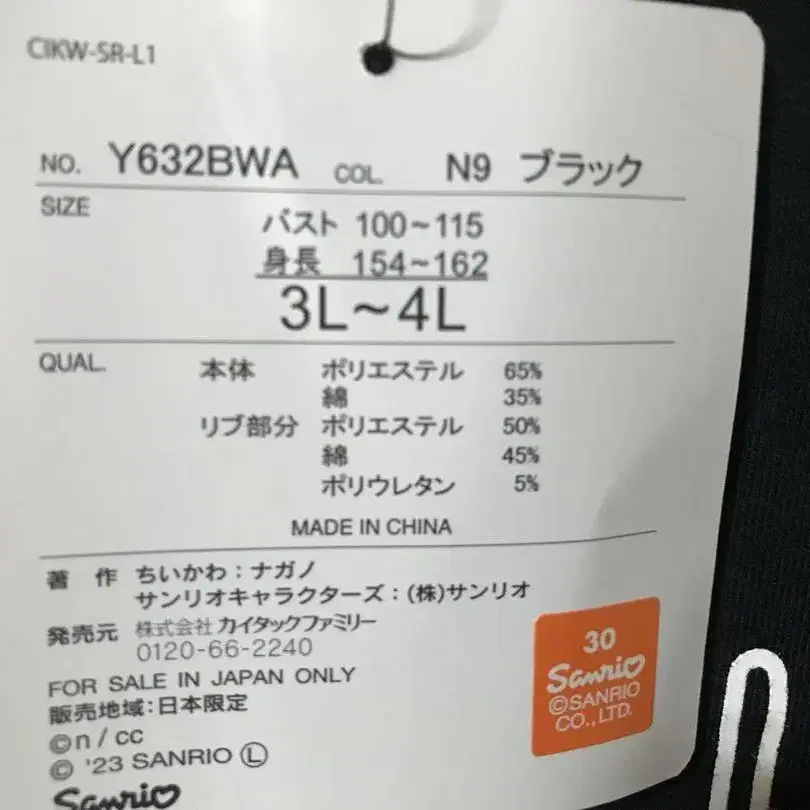 CIKW-SR-L1
NO. Y632BWA COL. N9 ブラック
SIZE
バスト 100~115
身長 154~162
3L~4L
QUAL. 本体 ポリエステル 65%
綿 35%
リブ部分 ポリエステル 50%
綿 45%
ポリウレタン 5%
MADE IN CHINA
著 作 ちいかわ:ナガノ
サンリオキャラクターズ:(株)サンリオ
発売元 株式会社 カイタックファミリー
0120-66-2240
FOR SALE IN JAPAN ONLY
販売地域:日本限定
©n / cc
© '23 SANRIO Ⓛ
Sanrio
30
Sanrio
©SANRIO
CO.,LTD.